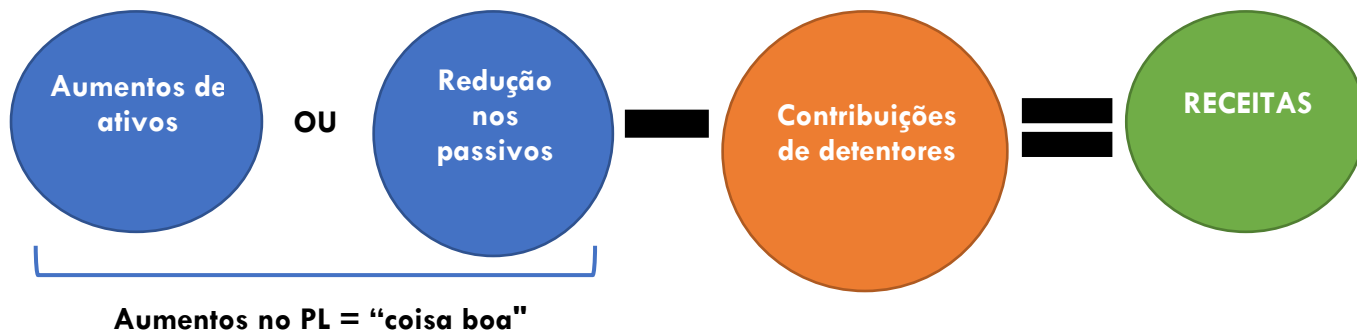 Aumentos de
ativos
OU
Redução
nos
passivos
Contribuições
de detentores
RECEITAS
Aumentos no PL = “coisa boa"